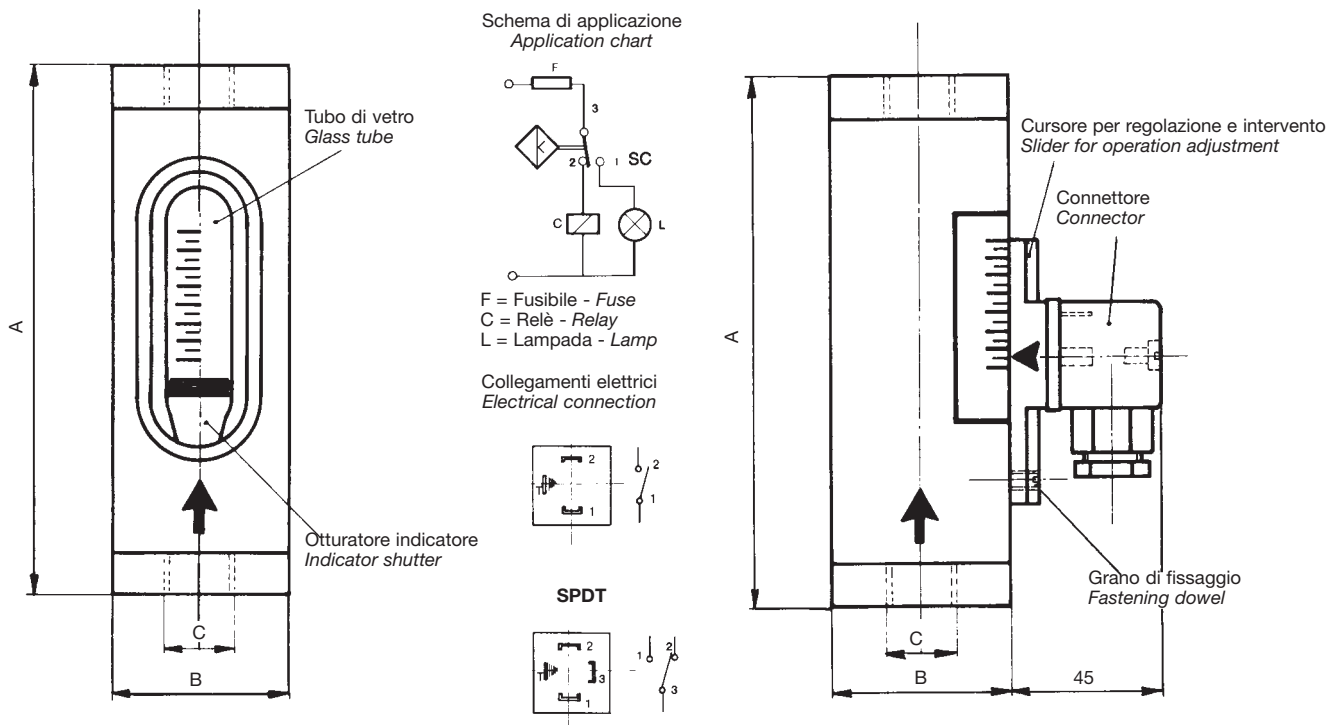 Schema di applicazione
Application chart
F
3
2
1
SC
C
L
F = Fusibile - Fuse
C = Relè - Relay
L = Lampada - Lamp
Collegamenti elettrici
Electrical connection
2
T
1
2
1
SPDT
2
T
3
1
1
2
3
Tubo di vetro
Glass tube
A
Otturatore indicatore
Indicator shutter
C
B
Cursore per regolazione e intervento
Slider for operation adjustment
Connettore
Connector
A
Grano di fissaggio
Fastening dowel
C
B
45